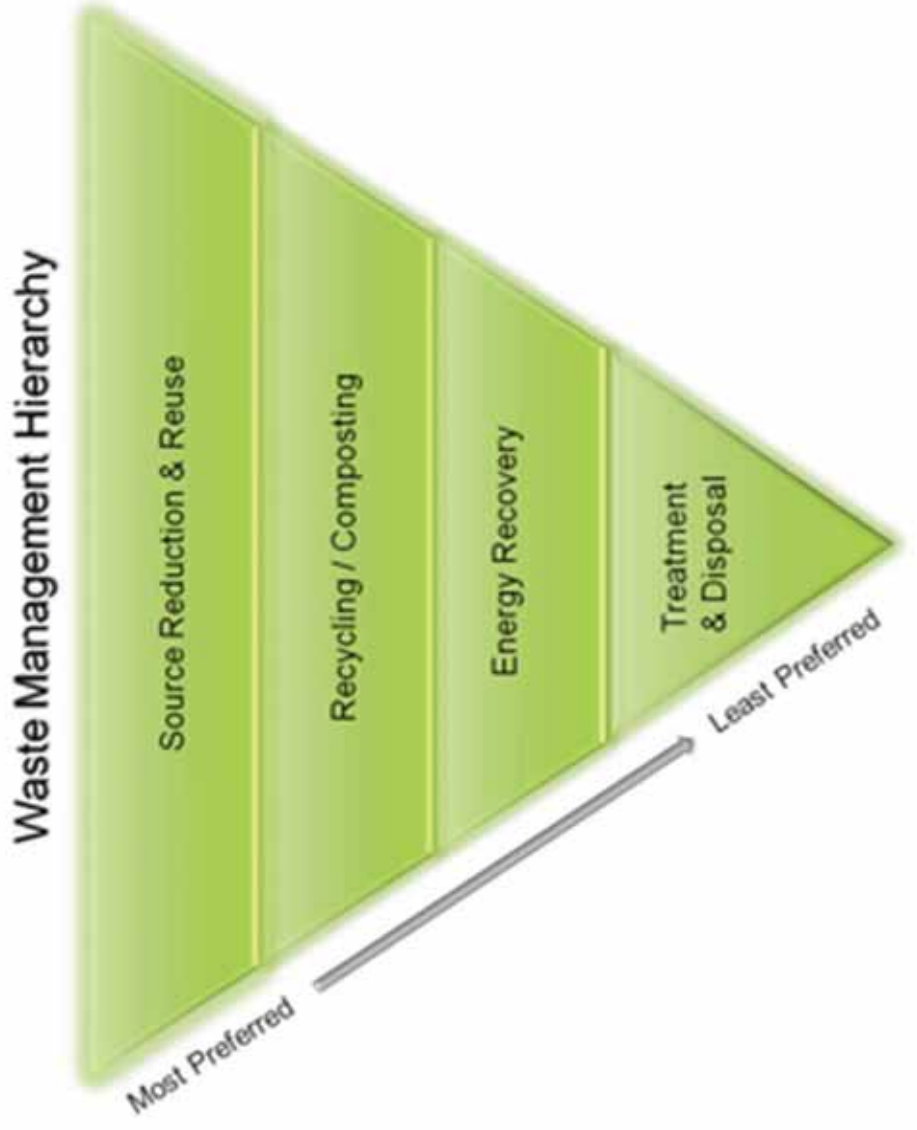 Waste Management Hierarchy
Source Reduction & Reuse
Recycling / Composting
Energy Recovery
Treatment
& Disposal
Most Preferred
Least Preferred